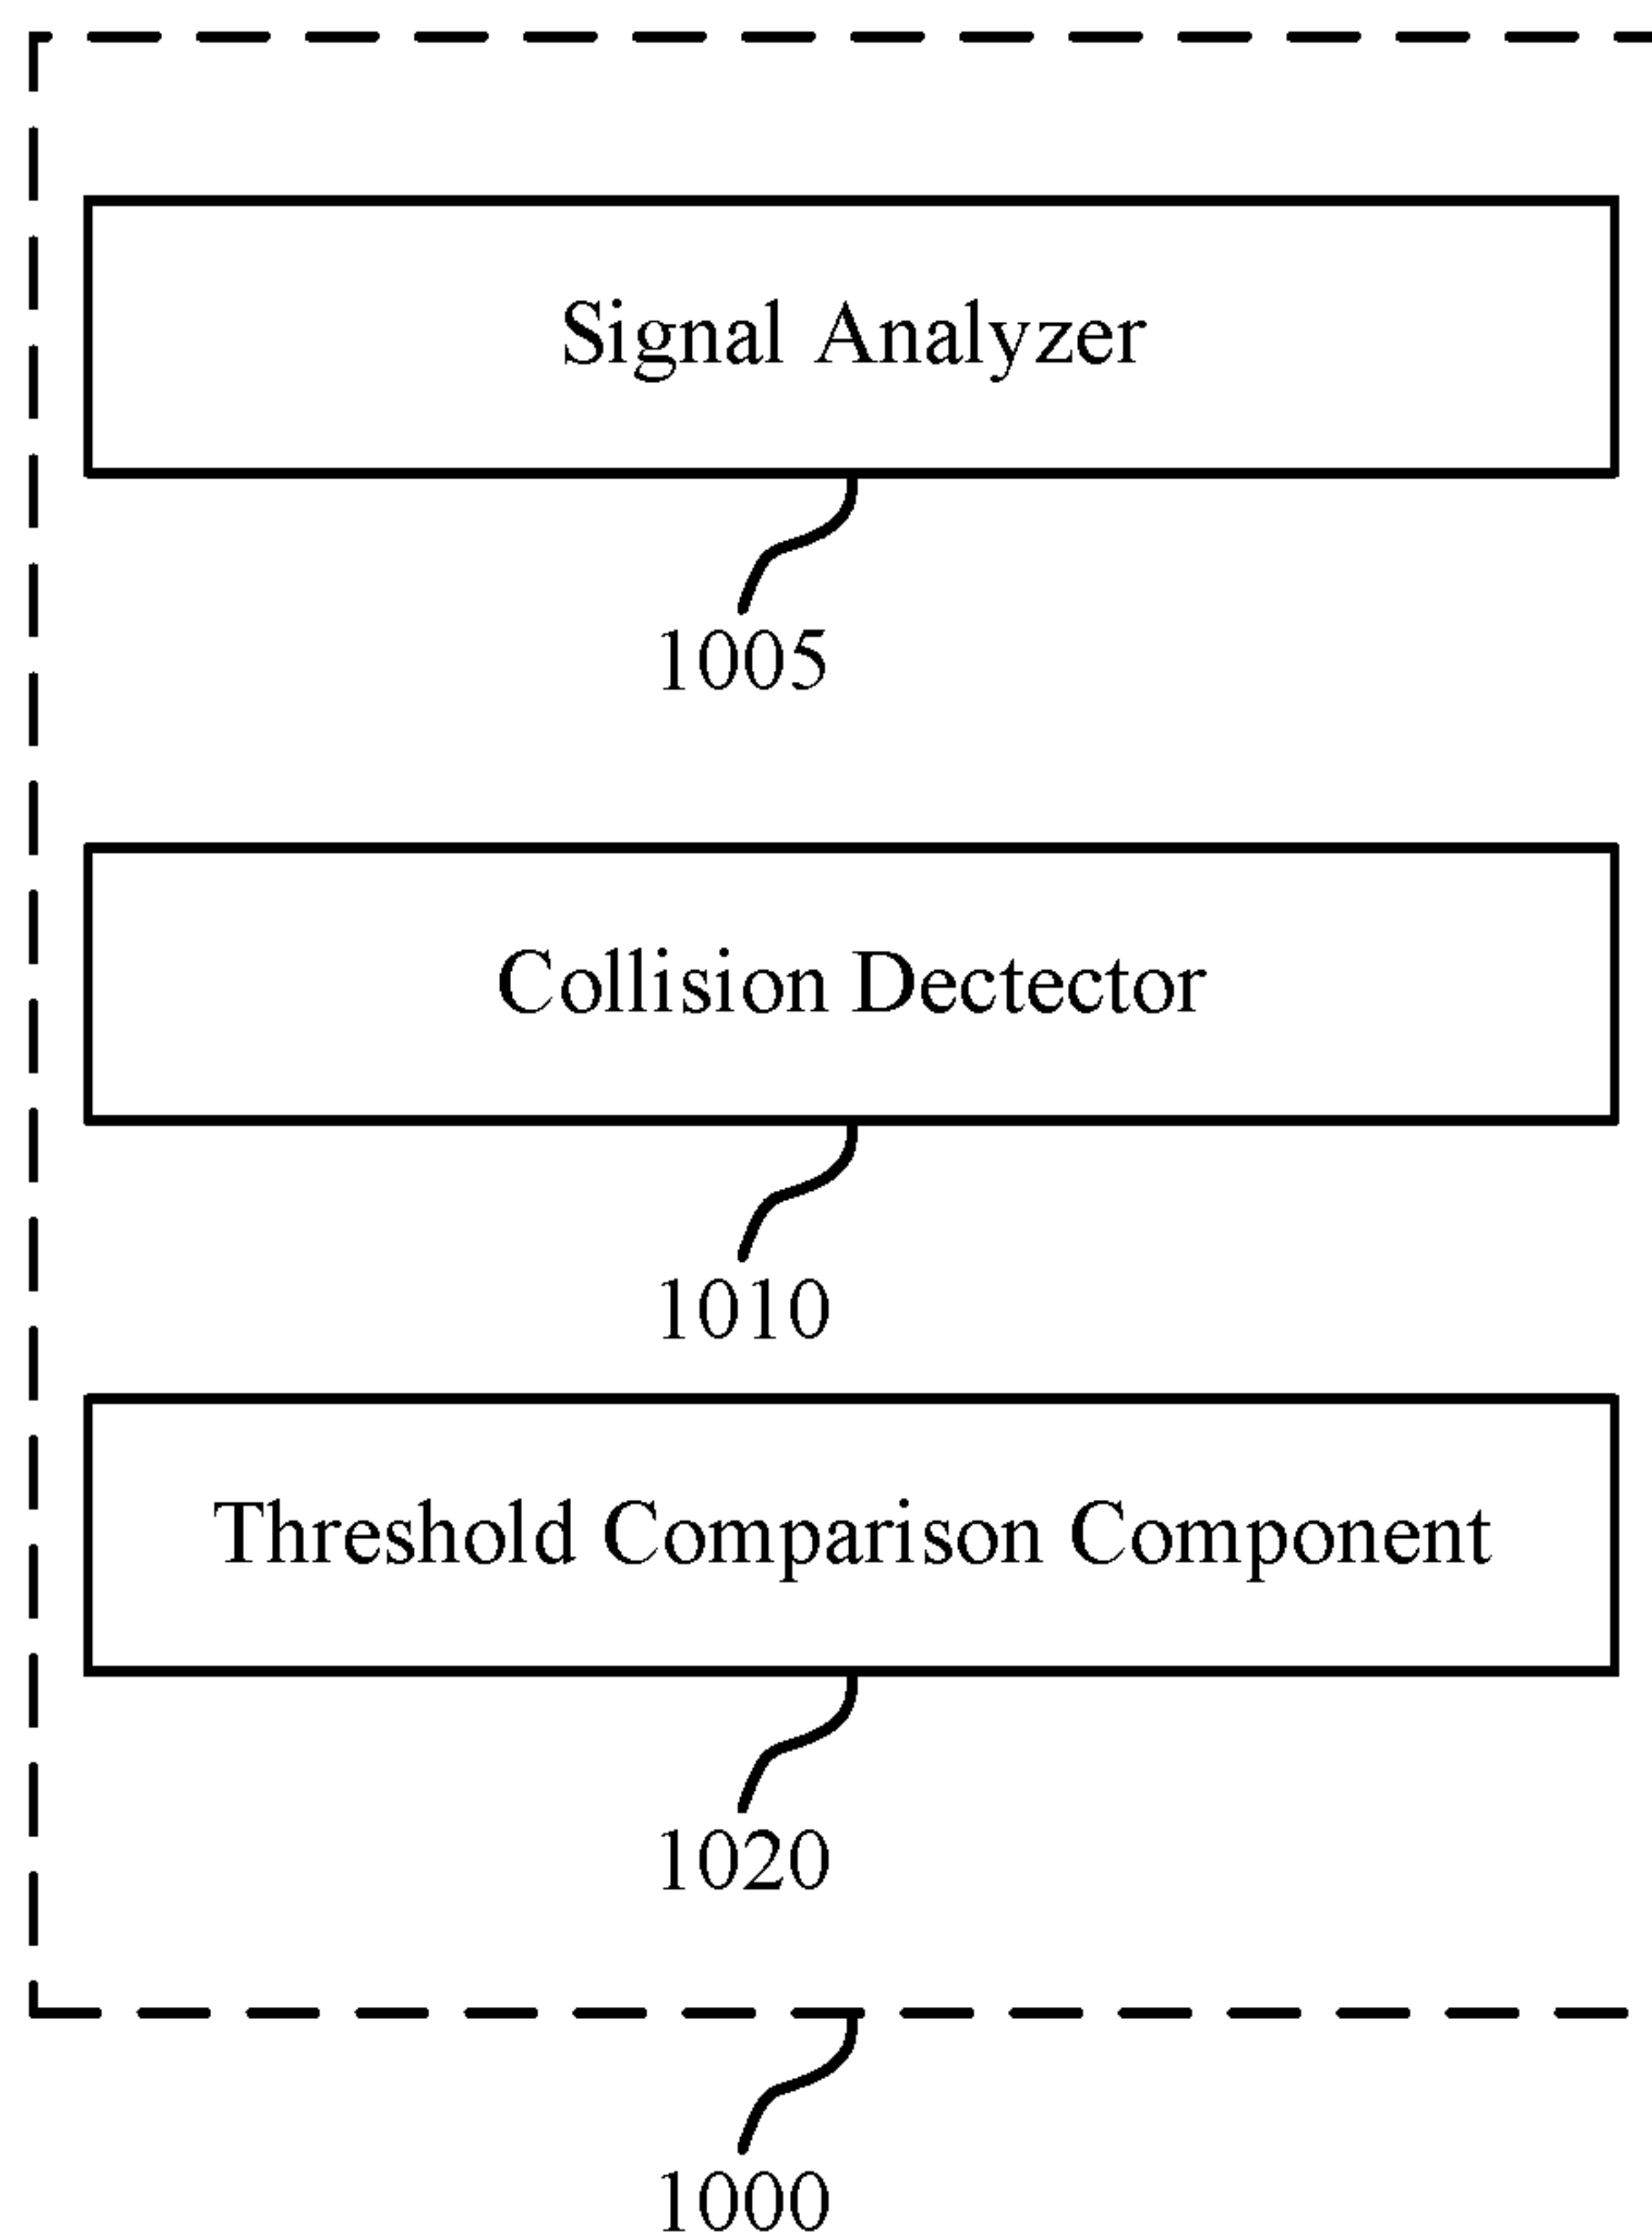 Signal Analyzer
1005
Collision Dectector
1010
Threshold Comparison Component
1020
1000